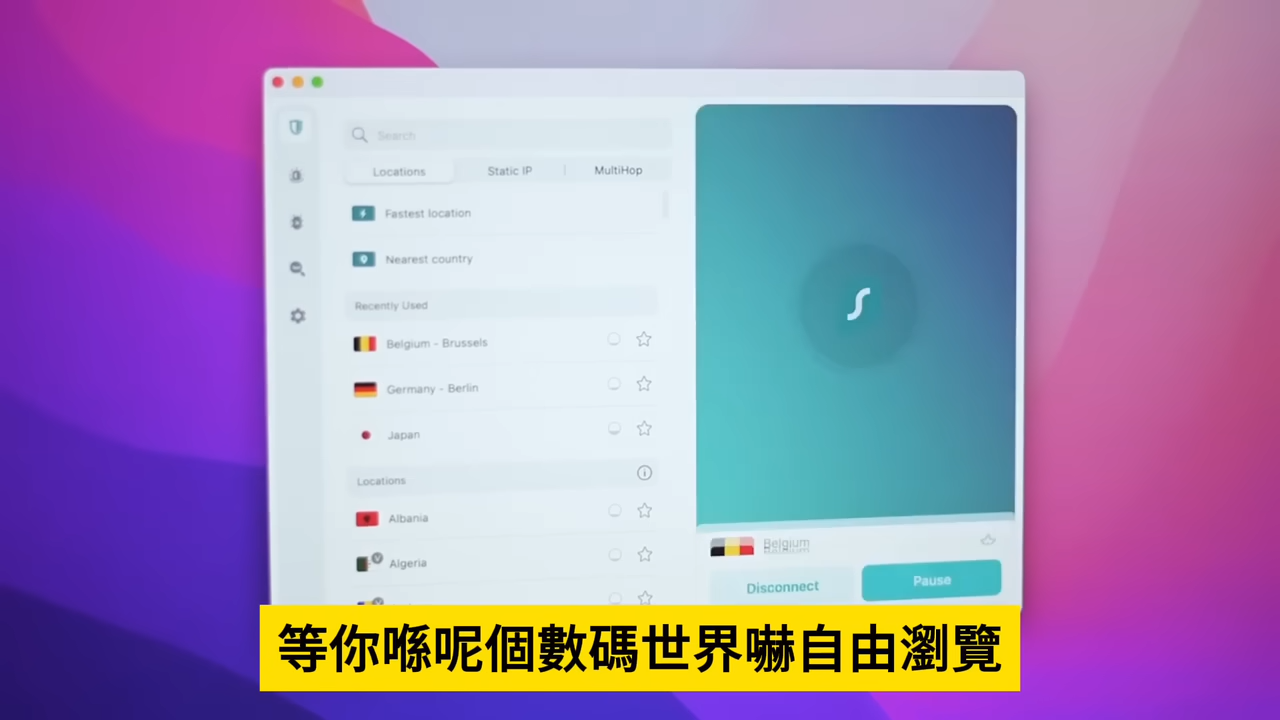 Search
Locations
Static IP
MultiHop
Fastest location
Nearest country
Recently Used
Belgium - Brussels
Germany - Berlin
Japan
Locations
Albania
Algeria
Belgium
Disconnect
Pause
等你喺呢個數碼世界嚇自由瀏覽